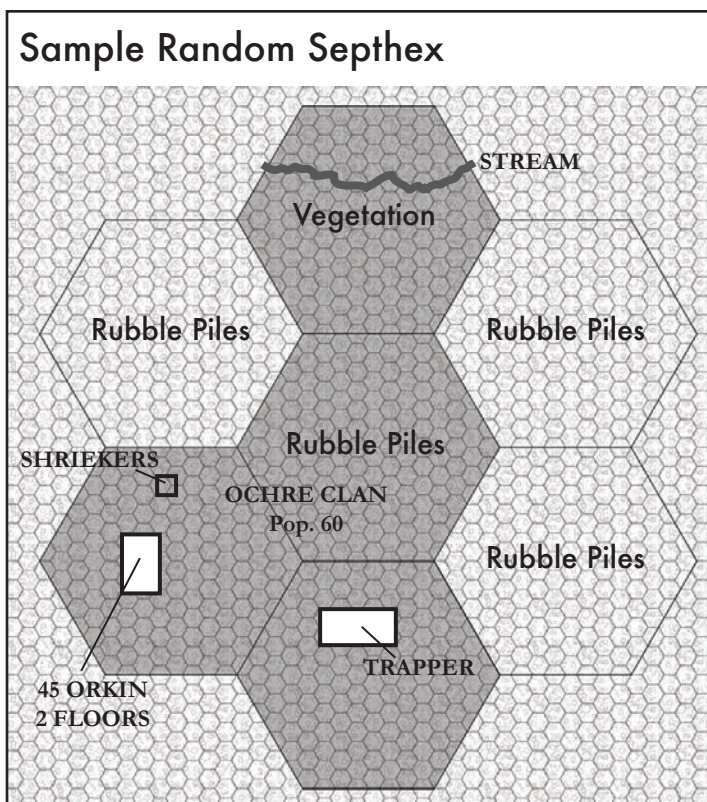 Sample Random Septhex
STREAM
Vegetation
Rubble Piles
Rubble Piles
Rubble Piles
SHRIEKERS
OCHRE CLAN
Pop. 60
Rubble Piles
TRAPPER
45 ORKIN
2 FLOORS